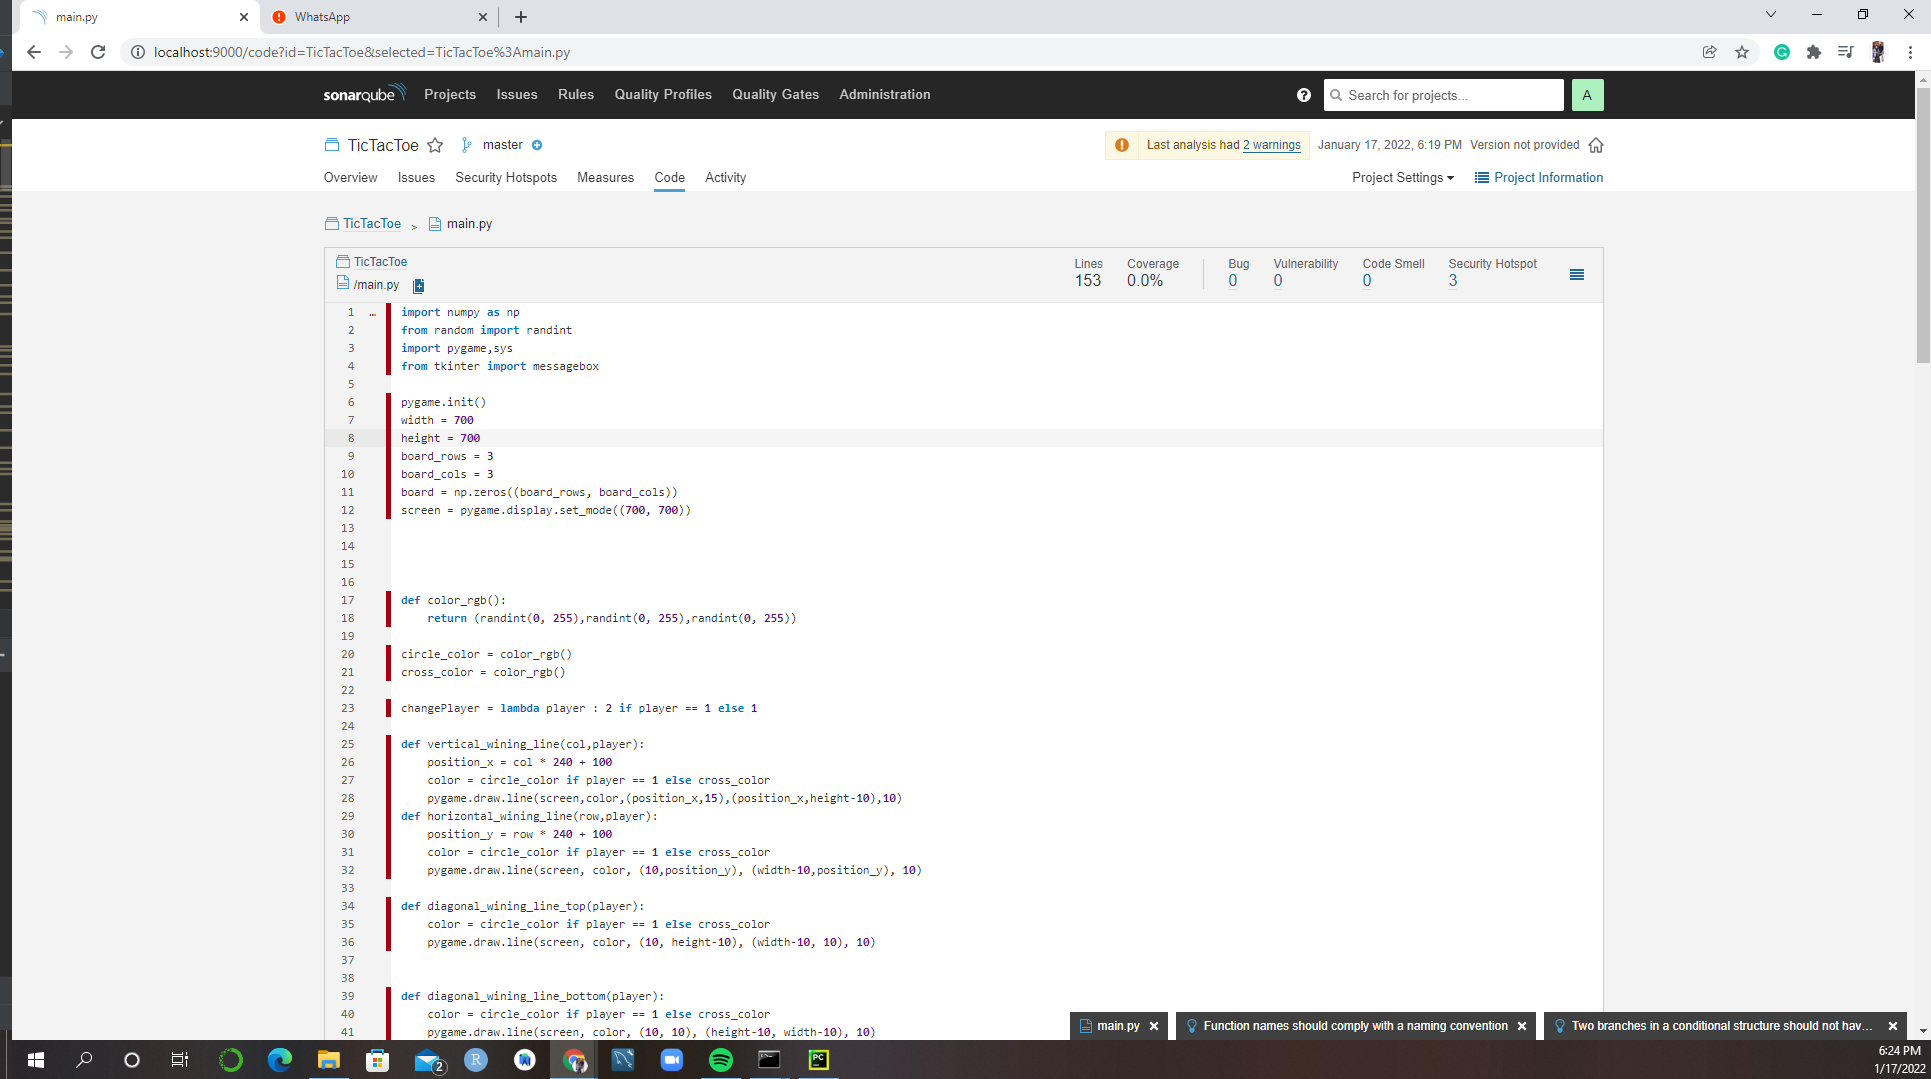 main.py
WhatsApp
localhost:9000/code?id=TicTacToe&selected=TicTacToe%3Amain.py
sonarqube Projects Issues Rules Quality Profiles Quality Gates Administration Search for projects... A
TicTacToe master Last analysis had 2 warnings January 17, 2022, 6:19 PM Version not provided
Overview Issues Security Hotspots Measures Code Activity Project Settings Project Information
TicTacToe > main.py
TicTacToe
/main.py
Lines Coverage Bug Vulnerability Code Smell Security Hotspot
153 0.0% 0 0 0 3
1 … import numpy as np
2 from random import randint
3 import pygame,sys
4 from tkinter import messagebox
5
6 pygame.init()
7 width = 700
8 height = 700
9 board_rows = 3
10 board_cols = 3
11 board = np.zeros((board_rows, board_cols))
12 screen = pygame.display.set_mode((700, 700))
13
14
15
16
17 def color_rgb():
18     return (randint(0, 255),randint(0, 255),randint(0, 255))
19
20 circle_color = color_rgb()
21 cross_color = color_rgb()
22
23 changePlayer = lambda player : 2 if player == 1 else 1
24
25 def vertical_wining_line(col,player):
26     position_x = col * 240 + 100
27     color = circle_color if player == 1 else cross_color
28     pygame.draw.line(screen,color,(position_x,15),(position_x,height-10),10)
29 def horizontal_wining_line(row,player):
30     position_y = row * 240 + 100
31     color = circle_color if player == 1 else cross_color
32     pygame.draw.line(screen, color, (10,position_y), (width-10,position_y), 10)
33
34 def diagonal_wining_line_top(player):
35     color = circle_color if player == 1 else cross_color
36     pygame.draw.line(screen, color, (10, height-10), (width-10, 10), 10)
37
38
39 def diagonal_wining_line_bottom(player):
40     color = circle_color if player == 1 else cross_color
41     pygame.draw.line(screen, color, (10, 10), (height-10, width-10), 10)
main.py
Function names should comply with a naming convention
Two branches in a conditional structure should not hav...
2
R
PC
6:24 PM
1/17/2022